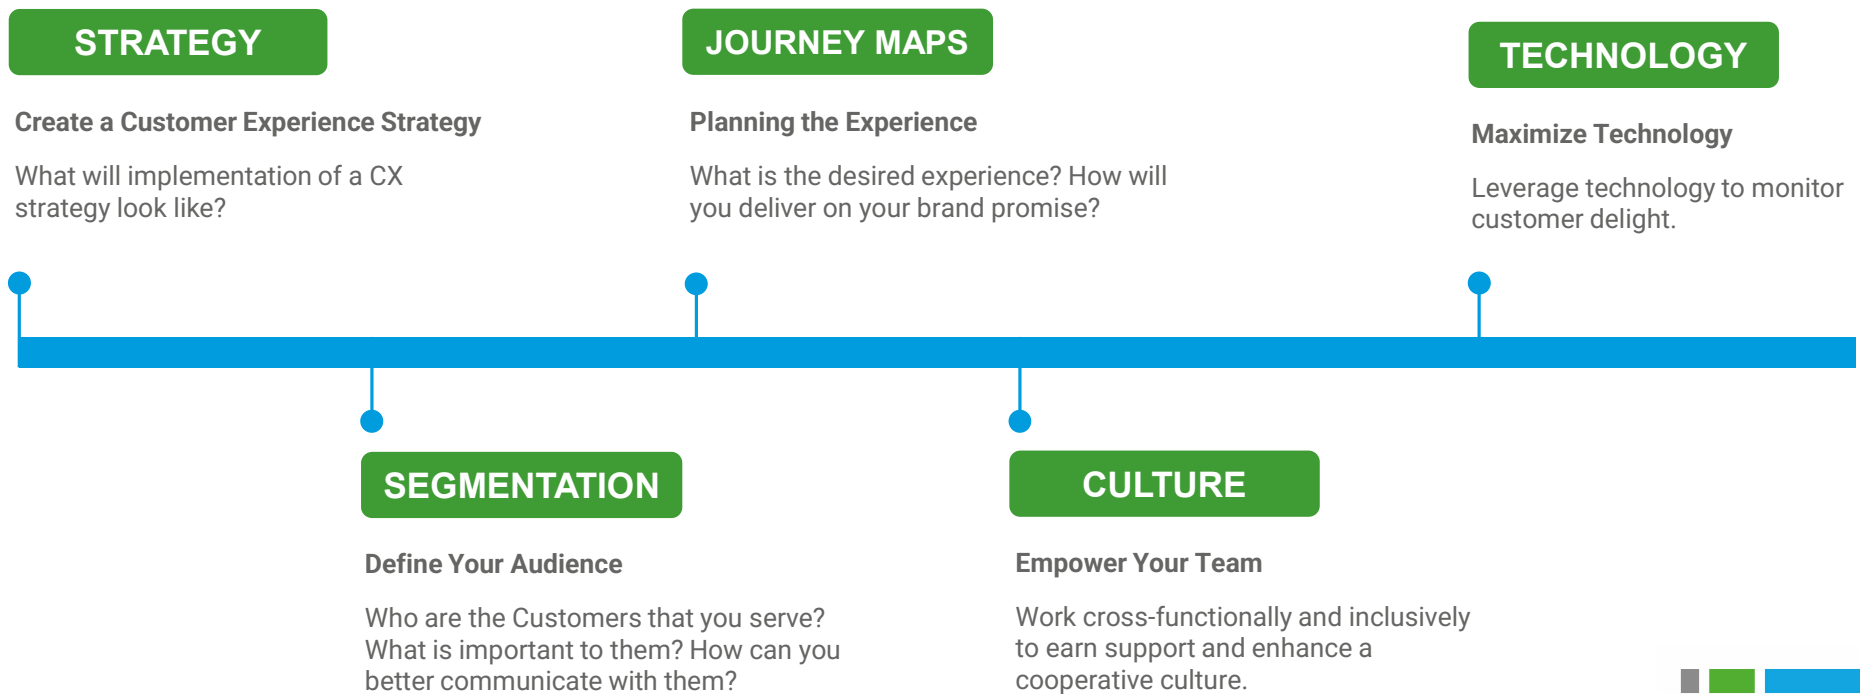 STRATEGY
Create a Customer Experience Strategy
What will implementation of a CX
strategy look like?
JOURNEY MAPS
Planning the Experience
What is the desired experience? How will
you deliver on your brand promise?
TECHNOLOGY
Maximize Technology
Leverage technology to monitor
customer delight.
SEGMENTATION
Define Your Audience
Who are the Customers that you serve?
What is important to them? How can you
better communicate with them?
CULTURE
Empower Your Team
Work cross-functionally and inclusively
to earn support and enhance a
cooperative culture.